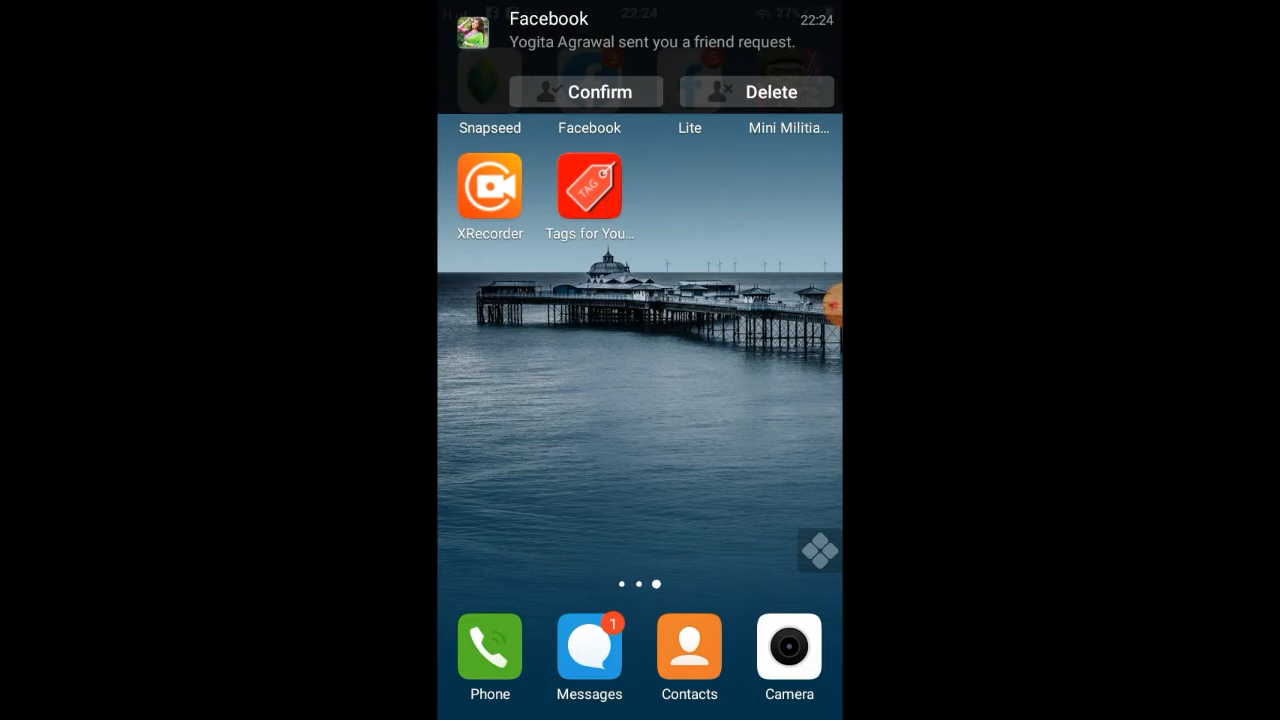 Facebook 22:24
Yogita Agrawal sent you a friend request.
Confirm Delete
Snapseed Facebook Lite Mini Militia...
TAG
XRecorder Tags for You...
1
Phone Messages Contacts Camera